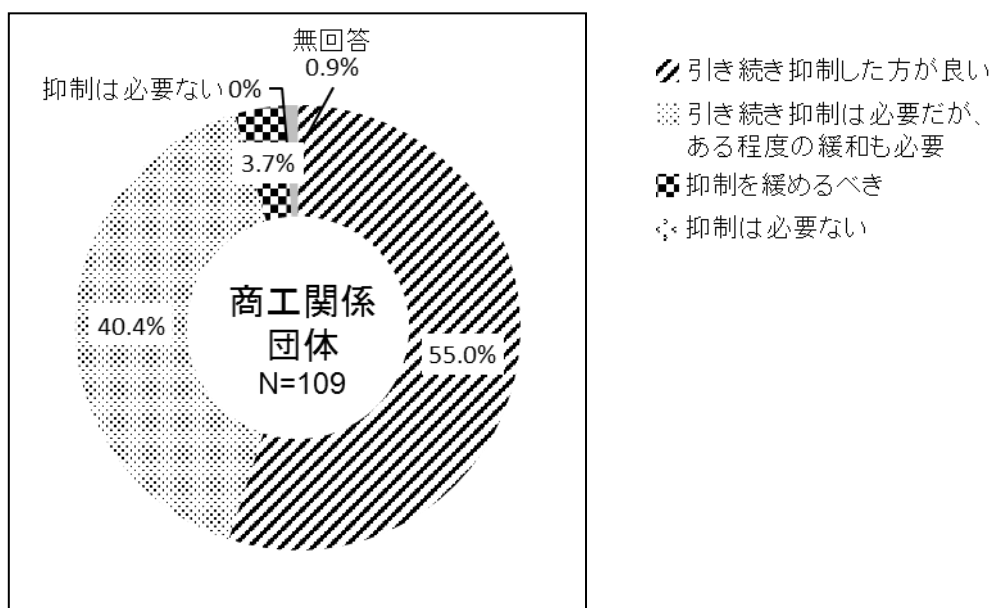 無回答
0.9%
抑制は必要ない 0%
3.7%
40.4%
商工関係
団体
N=109
55.0%
引き続き抑制した方が良い
引き続き抑制は必要だが、
ある程度の緩和も必要
抑制を緩めるべき
抑制は必要ない